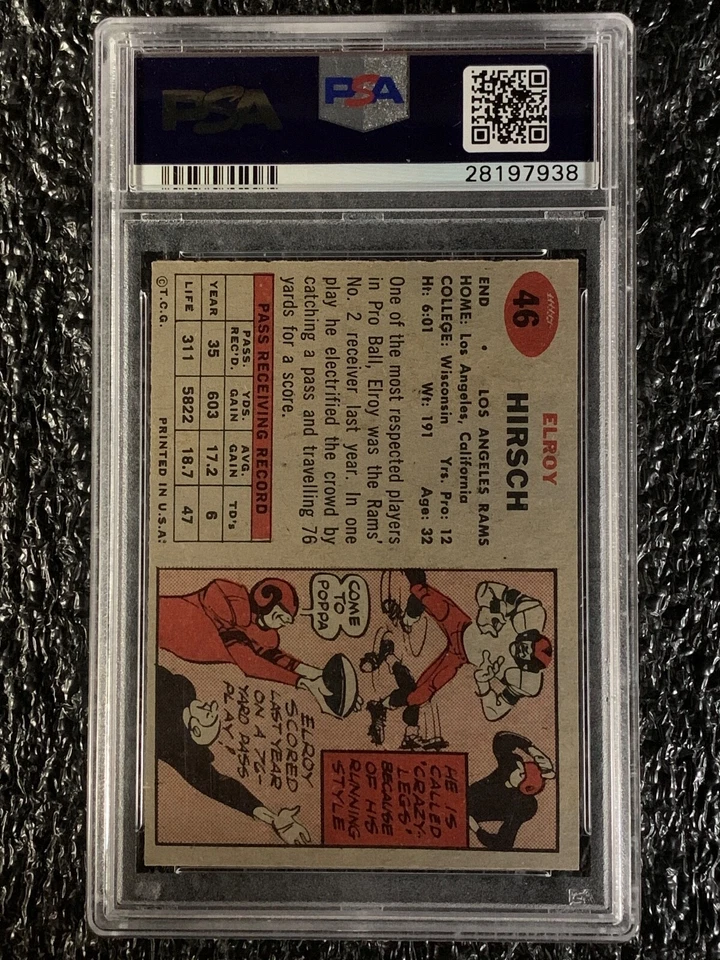 PSA
PSA
28197938
46
ELROY
HIRSCH
END • LOS ANGELES RAMS
HOME: Los Angeles, California
COLLEGE: Wisconsin Yrs. Pro: 12
Ht: 6:01 Wt: 191 Age: 32
One of the most respected players
in Pro Ball, Elroy was the Rams'
No. 2 receiver last year. In one
play he electrified the crowd by
catching a pass and travelling 76
yards for a score.
PASS RECEIVING RECORD
PASS. REC'D. YDS. GAIN AVG. GAIN TD's
YEAR 35 603 17.2 6
LIFE 311 5822 18.7 47
©T.C.G. PRINTED IN U.S.A.
HE IS
CALLED
"CRAZY-
LEGS",
BECAUSE
OF HIS
RUNNING
STYLE
COME
TO
POPPA
ELROY
SCORED
LAST YEAR
ON A 76-
YARD PASS
PLAY!